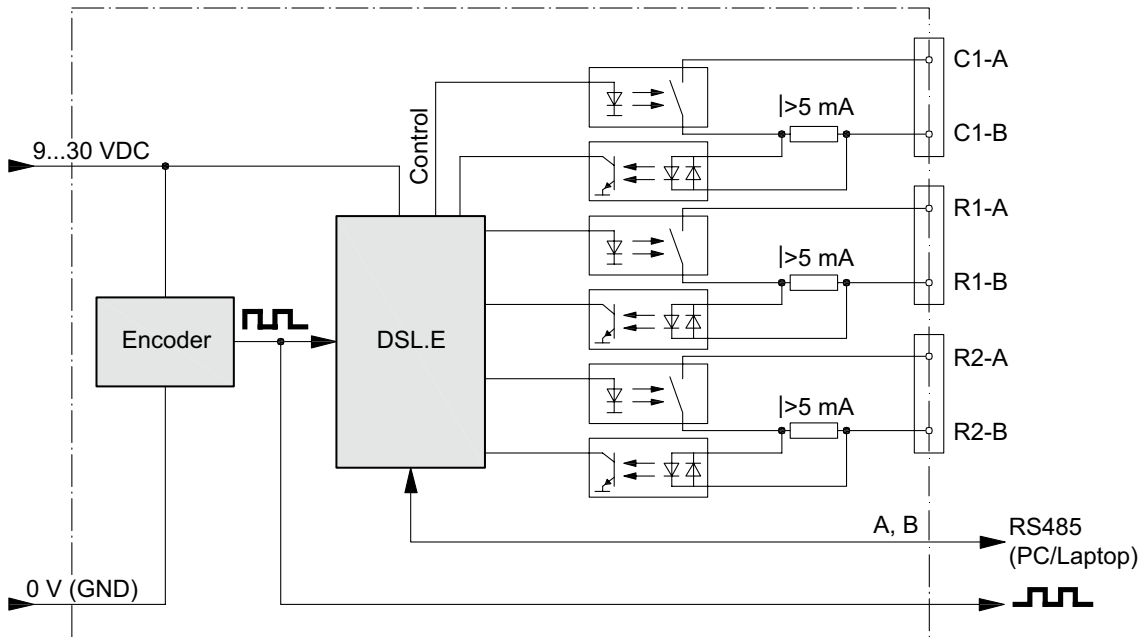 C1-A
|>5 mA
C1-B
9...30 VDC
Control
R1-A
|>5 mA
R1-B
Encoder
DSL.E
R2-A
|>5 mA
R2-B
A, B
RS485
(PC/Laptop)
0 V (GND)